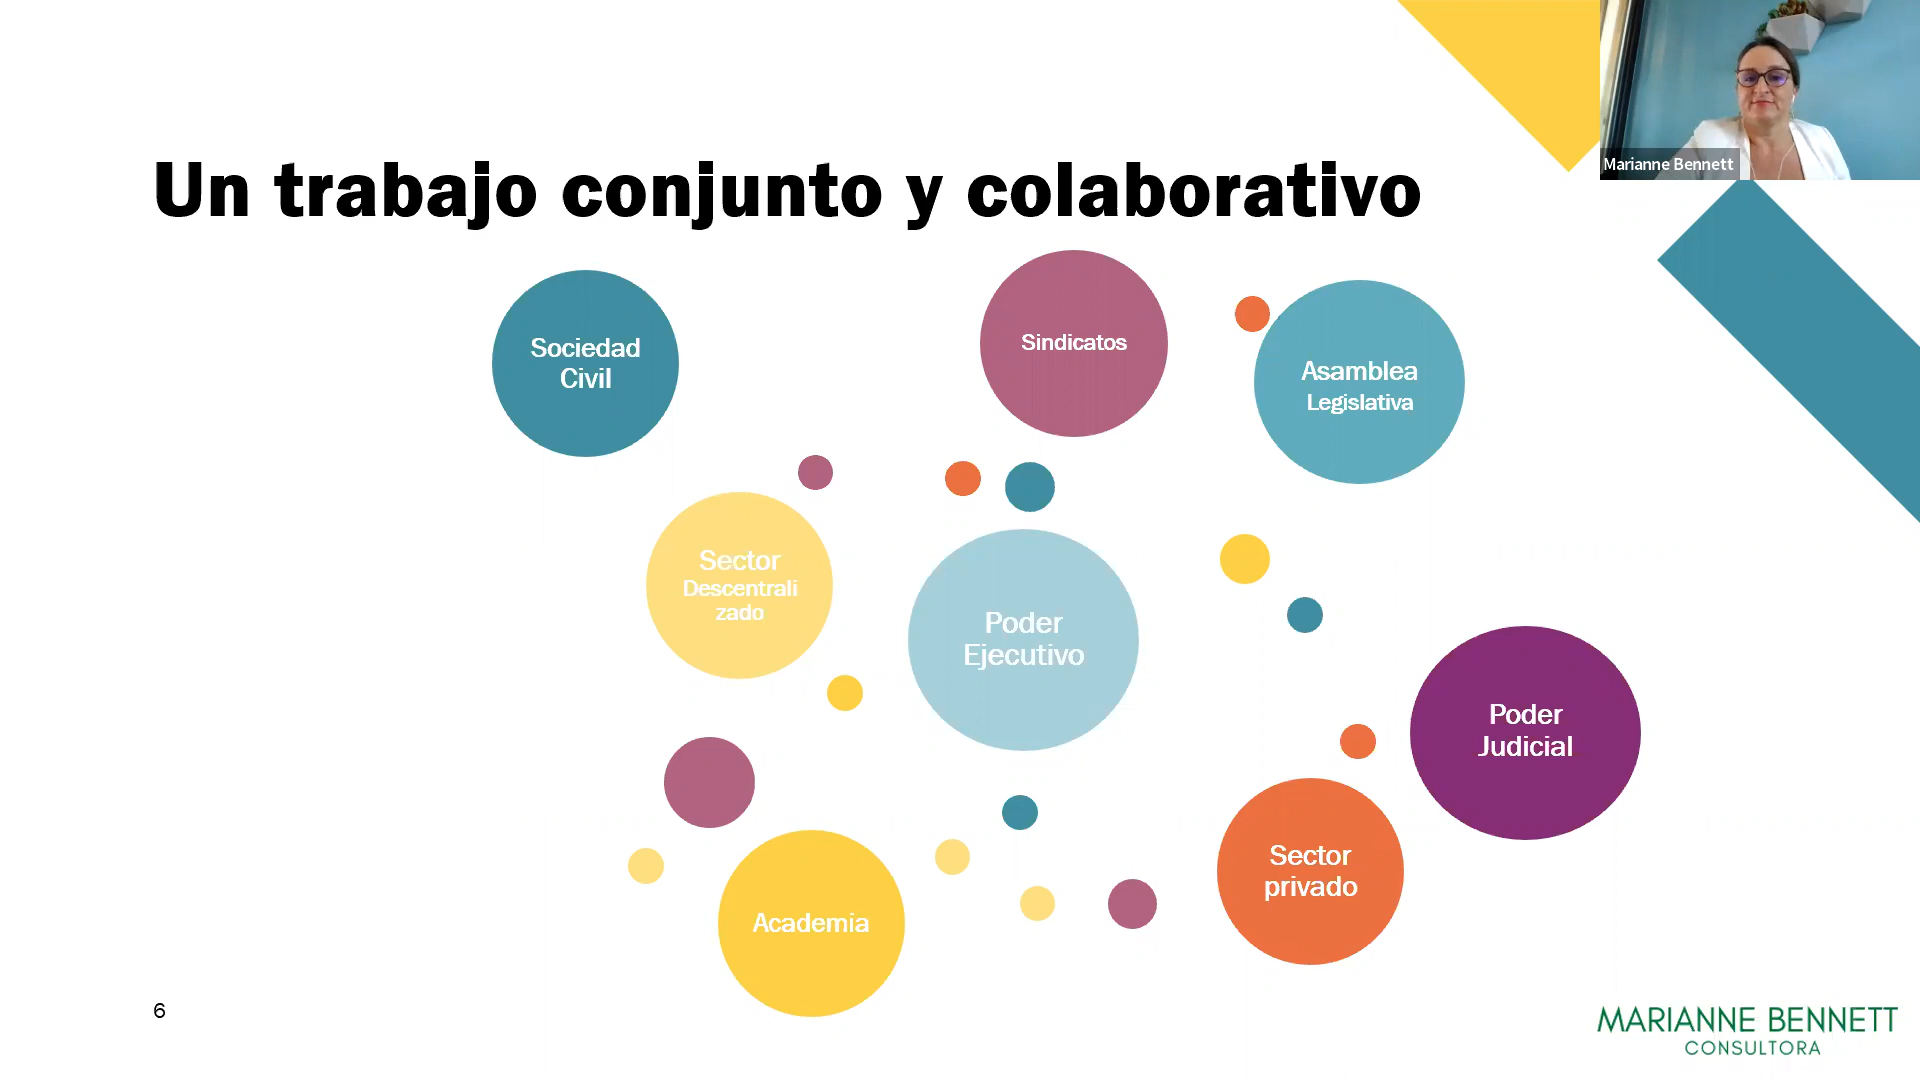 Marianne Bennett
Un trabajo conjunto y colaborativo
Sociedad
Civil
Sindicatos
Asamblea
Legislativa
Sector
Descentrali
zado
Poder
Ejecutivo
Poder
Judicial
Sector
privado
Academia
6
MARIANNE BENNETT
CONSULTORA